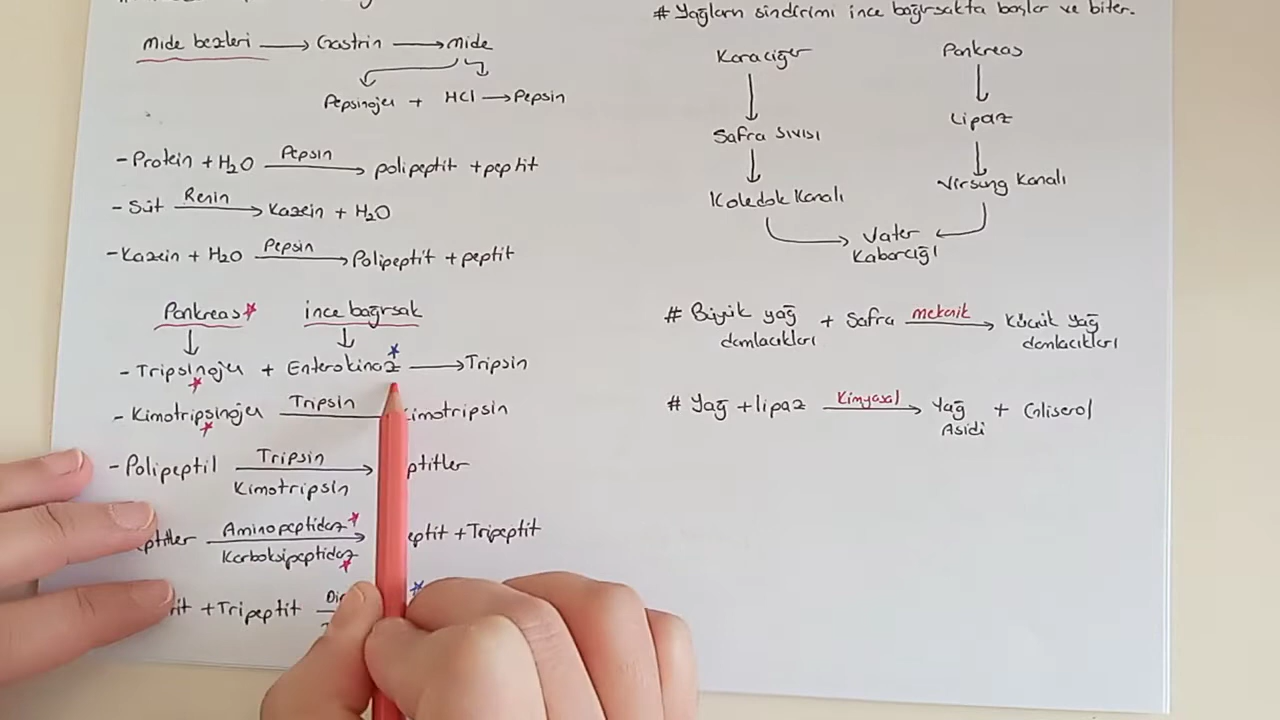 Mide bezleri → Gastrin → mide
Pepsinojen + HCl → Pepsin
- Protein + H₂O Pepsin → polipeptit + peptit
- Süt Renin → Kazein + H₂O
- Kazein + H₂O Pepsin → Polipeptit + peptit
Pankreas* ince bağırsak
- Tripsinojen + Enterokinaz → Tripsin
- Kimotripsinojen Tripsin
- Polipeptil Tripsin
Kimotripsin
Aminopeptidaz* + Tripeptit
Karboksipeptidaz
+ Tripeptit
# Yağların sindirimi ince bağırsakta başlar ve biter.
Karaciğer
Safra sıvısı
Koledok Kanalı
Pankreas
Lipaz
Virsung Kanalı
Vater
Kabarcığı
# Büyük yağ + Safra mekanik → Küçük yağ
damlacıkları damlacıkları
# Yağ + lipaz Kimyasal → Yağ + Gliserol
Asidi